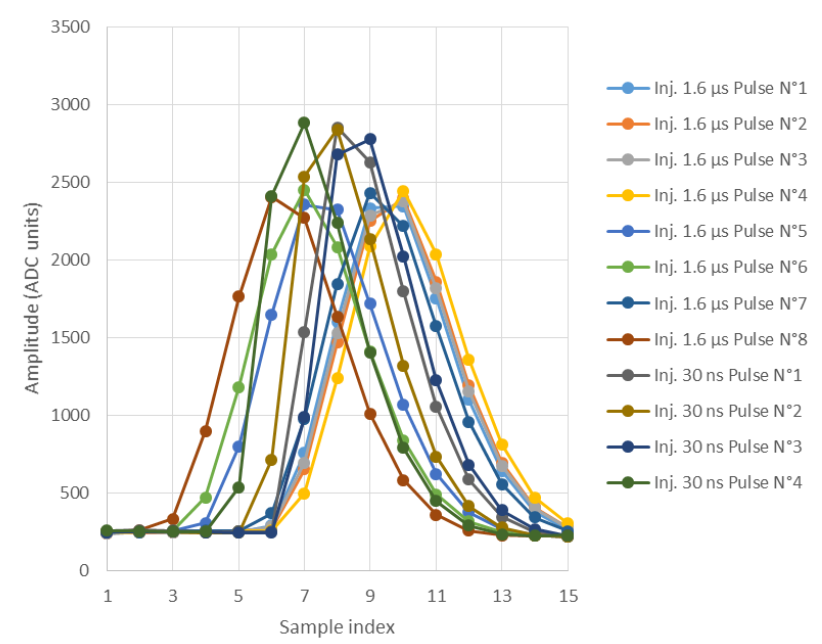 3500
3000
2500
2000
1500
1000
500
0
Amplitude (ADC units)
1 3 5 7 9 11 13 15
Sample index
Inj. 1.6 µs Pulse N°1
Inj. 1.6 µs Pulse N°2
Inj. 1.6 µs Pulse N°3
Inj. 1.6 µs Pulse N°4
Inj. 1.6 µs Pulse N°5
Inj. 1.6 µs Pulse N°6
Inj. 1.6 µs Pulse N°7
Inj. 1.6 µs Pulse N°8
Inj. 30 ns Pulse N°1
Inj. 30 ns Pulse N°2
Inj. 30 ns Pulse N°3
Inj. 30 ns Pulse N°4